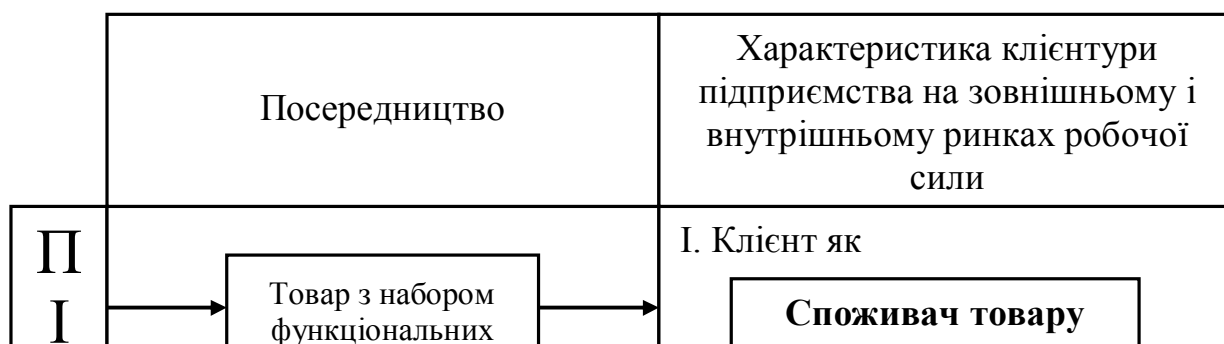 Посередництво
Характеристика клієнтури
підприємства на зовнішньому і
внутрішньому ринках робочої
сили
П
І
Товар з набором
функціональних
І. Клієнт як
Споживач товару